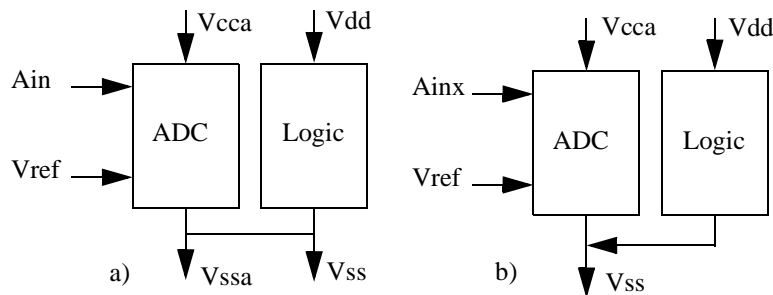 Vcca Vdd
Ain
ADC Logic
Vref
a) Vssa Vss
Vcca Vdd
Ainx
ADC Logic
Vref
b) Vss